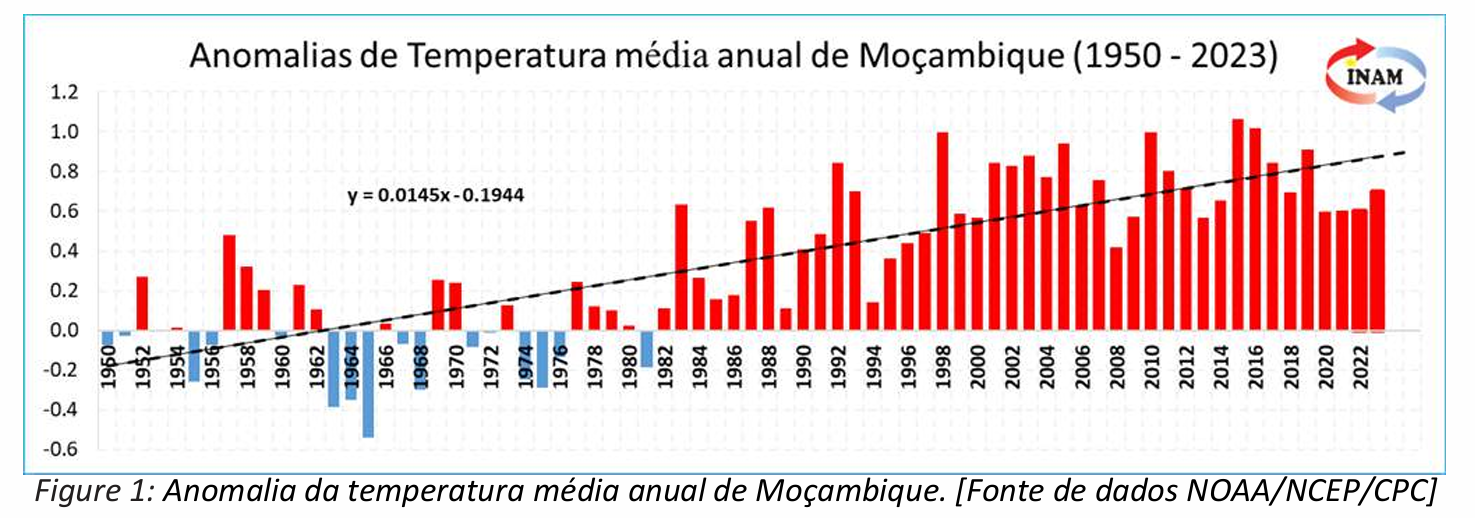 Anomalias de Temperatura média anual de Moçambique (1950 - 2023)
INAM
1.2
1.0
0.8
0.6
0.4
0.2
0.0
-0.2
-0.4
-0.6
y = 0.0145x - 0.1944
1960 1952 1954 1956 1958 1960 1962 1964 1966 1968 1970 1972 1974 1976 1978 1980 1982 1984 1986 1988 1990 1992 1994 1996 1998 2000 2002 2004 2006 2008 2010 2012 2014 2016 2018 2020 2022
Figure 1: Anomalia da temperatura média anual de Moçambique. [Fonte de dados NOAA/NCEP/CPC]